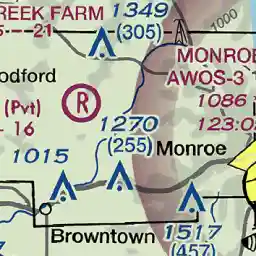 REEK FARM
1349
5---21
(305)
1000
MONROE
AWOS-3
1086
123:0
odford
(Pvt)
- 16
R
1270
(255)
Monroe
1015
Browntown
1517
(457)